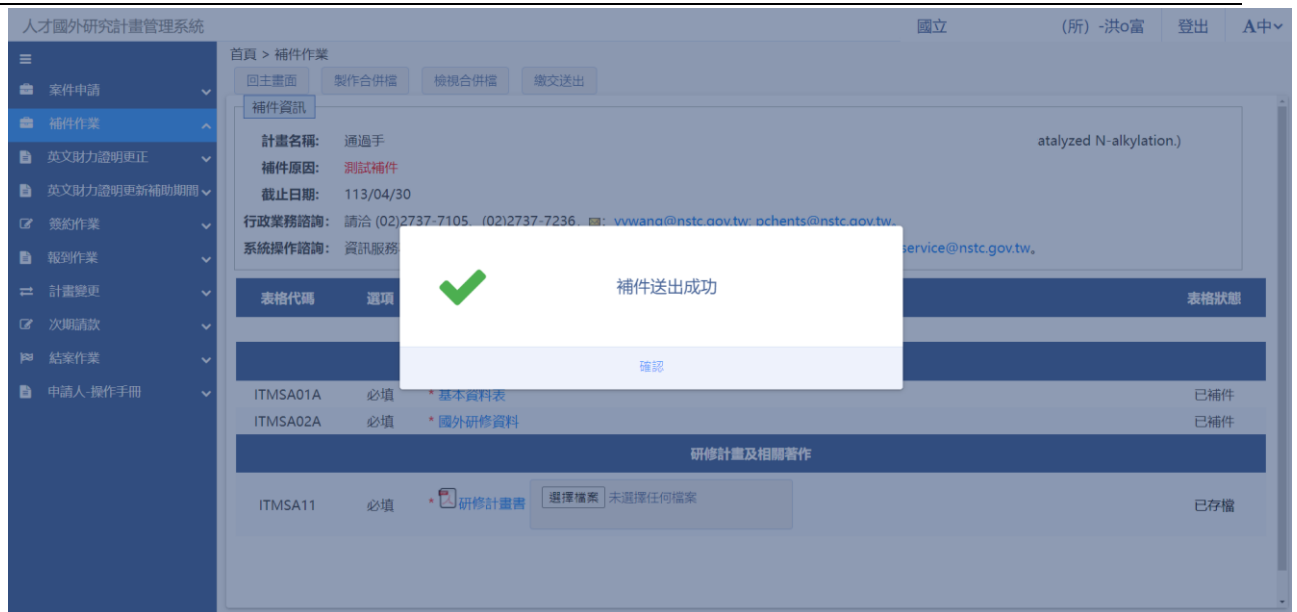 人才國外研究計畫管理系統 國立 (所) -洪o富 登出 A中
首頁 > 補件作業
回主畫面 製作合併檔 檢視合併檔 繳交送出
案件申請
補件作業
英文財力證明更正
英文財力證明更新補助期間
簽約作業
報到作業
計畫變更
次期請款
結案作業
申請人-操作手冊
補件資訊
計畫名稱: 通過手 atalyzed N-alkylation.)
補件原因: 測試補件
截止日期: 113/04/30
行政業務諮詢: 請洽 (02)2737-7105、(02)2737-7236、 : yvwang@nstc.gov.tw; pchents@nstc.gov.tw。
系統操作諮詢: 資訊服務 service@nstc.gov.tw。
補件送出成功
確認
表格代碼 選項 表格狀態
ITMSA01A 必填 * 基本資料表 已補件
ITMSA02A 必填 * 國外研修資料 已補件
研修計畫及相關著作
ITMSA11 必填 * 研修計畫書 選擇檔案 未選擇任何檔案 已存檔